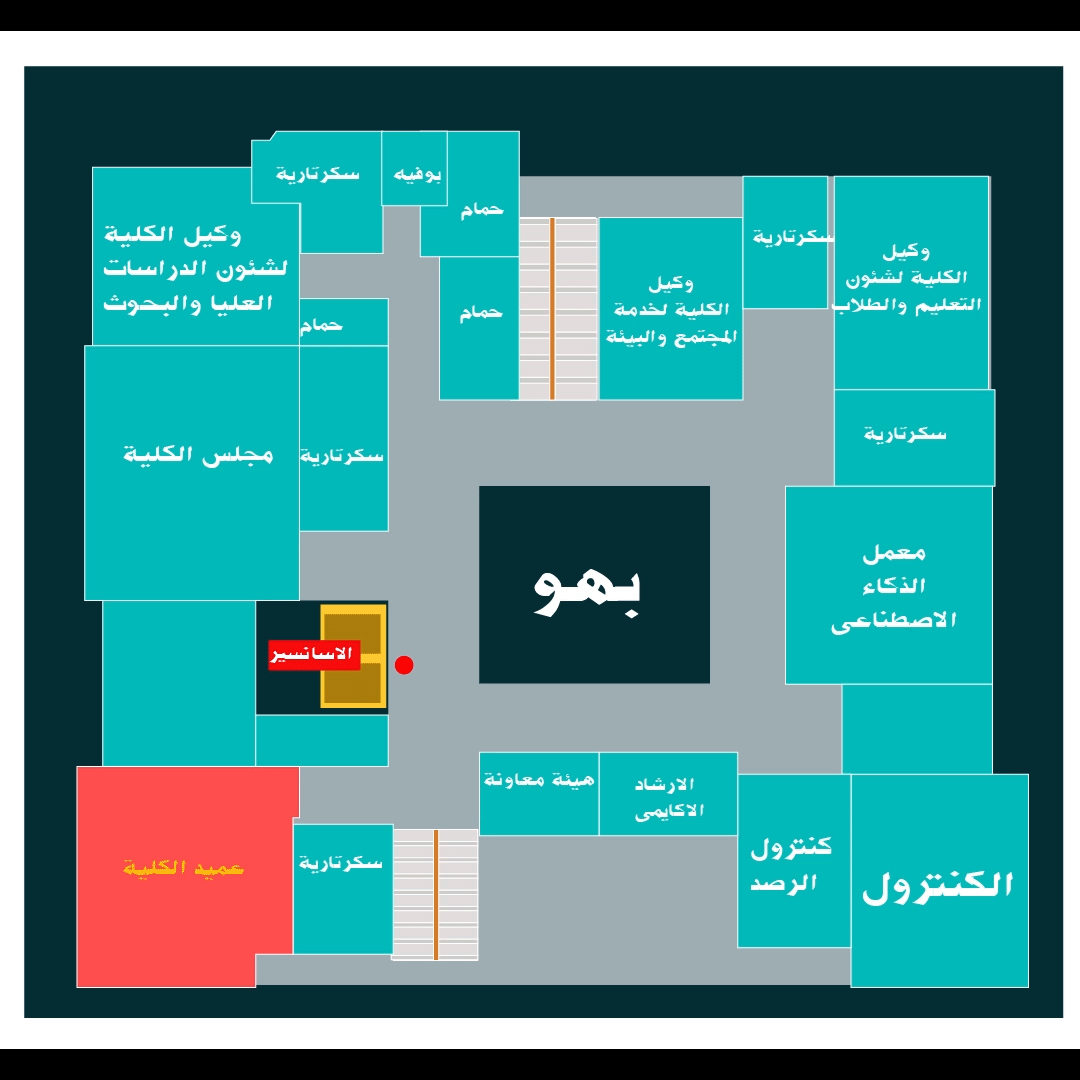 سكرتارية
بوفيه
حمام
وكيل الكلية
لشئون الدراسات
العليا والبحوث
حمام
حمام
وكيل
الكلية لخدمة
المجتمع والبيئة
سكرتارية
وكيل
الكلية لشئون
التعليم والطلاب
مجلس الكلية
سكرتارية
سكرتارية
بهو
معمل
الذكاء
الاصطناعى
الاسانسير
هيئة معاونة
الارشاد
الاكايمى
عميد الكلية
سكرتارية
كنترول
الرصد
الكنترول